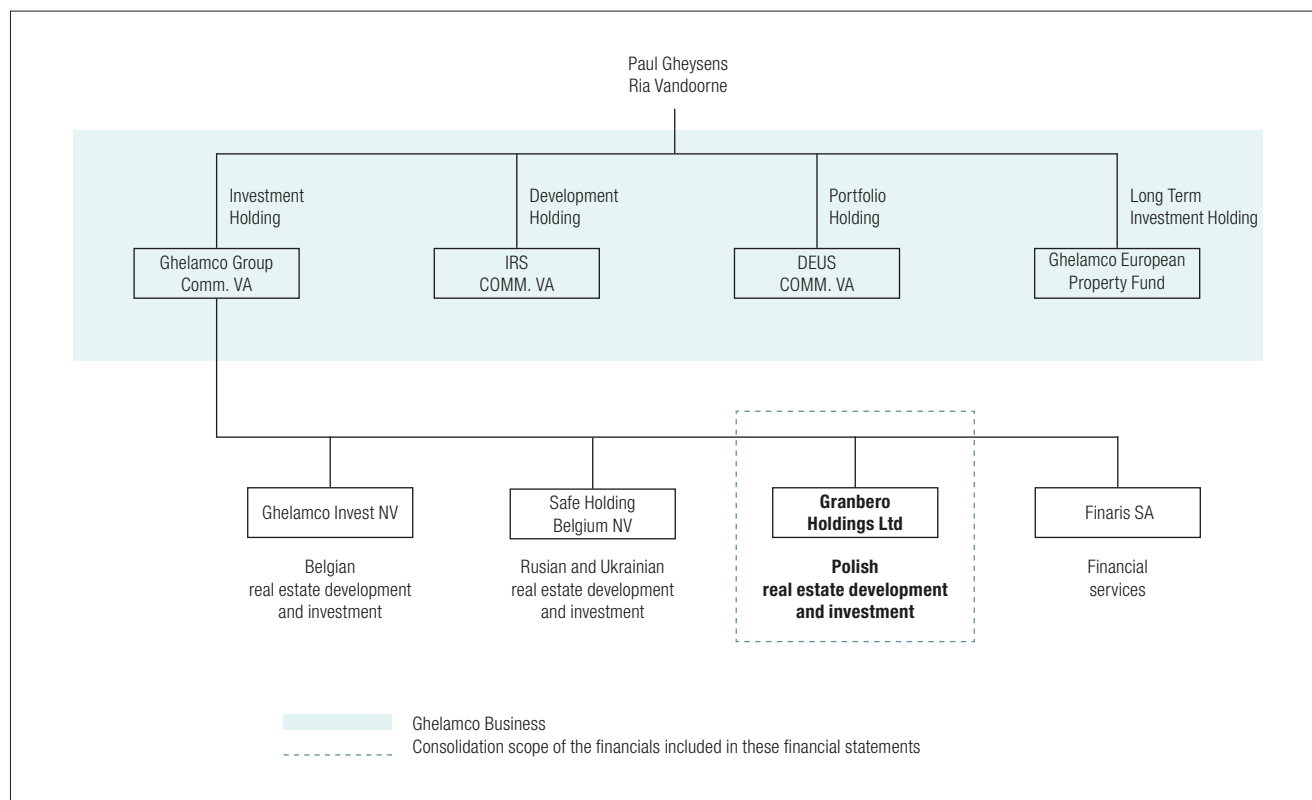 Paul Gheysens
Ria Vandoorne
Investment
Holding
Ghelamco Group
Comm. VA
Development
Holding
IRS
COMM. VA
Portfolio
Holding
DEUS
COMM. VA
Long Term
Investment Holding
Ghelamco European
Property Fund
Ghelamco Invest NV
Belgian
real estate development
and investment
Safe Holding
Belgium NV
Rusian and Ukrainian
real estate development
and investment
Granbero
Holdings Ltd
Polish
real estate development
and investment
Finaris SA
Financial
services
Ghelamco Business
Consolidation scope of the financials included in these financial statements